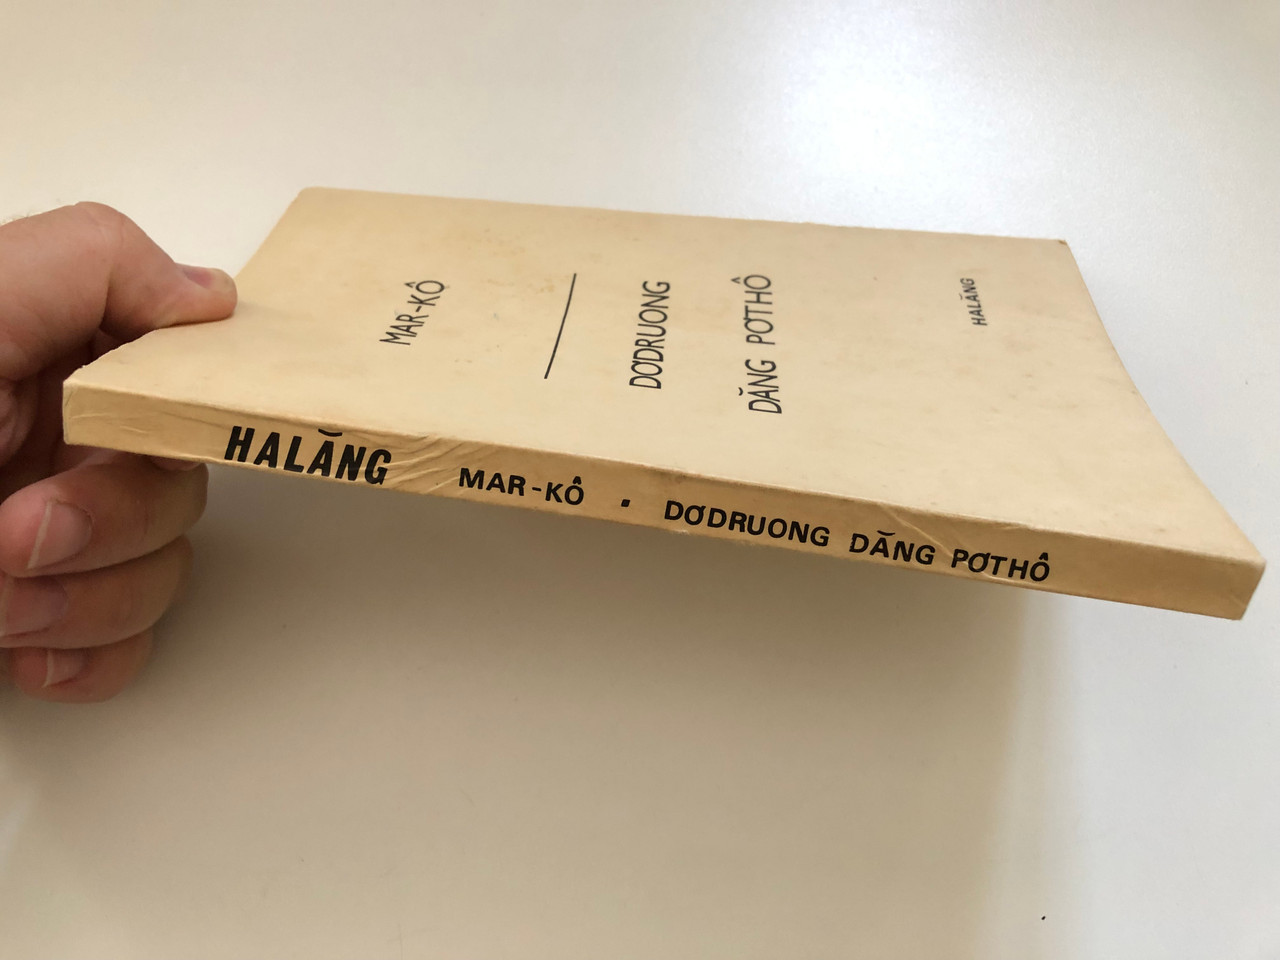 MAR-KÔ
DƠDRUONG
DĂNG PƠTHÔ
HALĂNG
HALĂNG MAR-KÔ . DƠDRUONG DĂNG PƠTHÔ